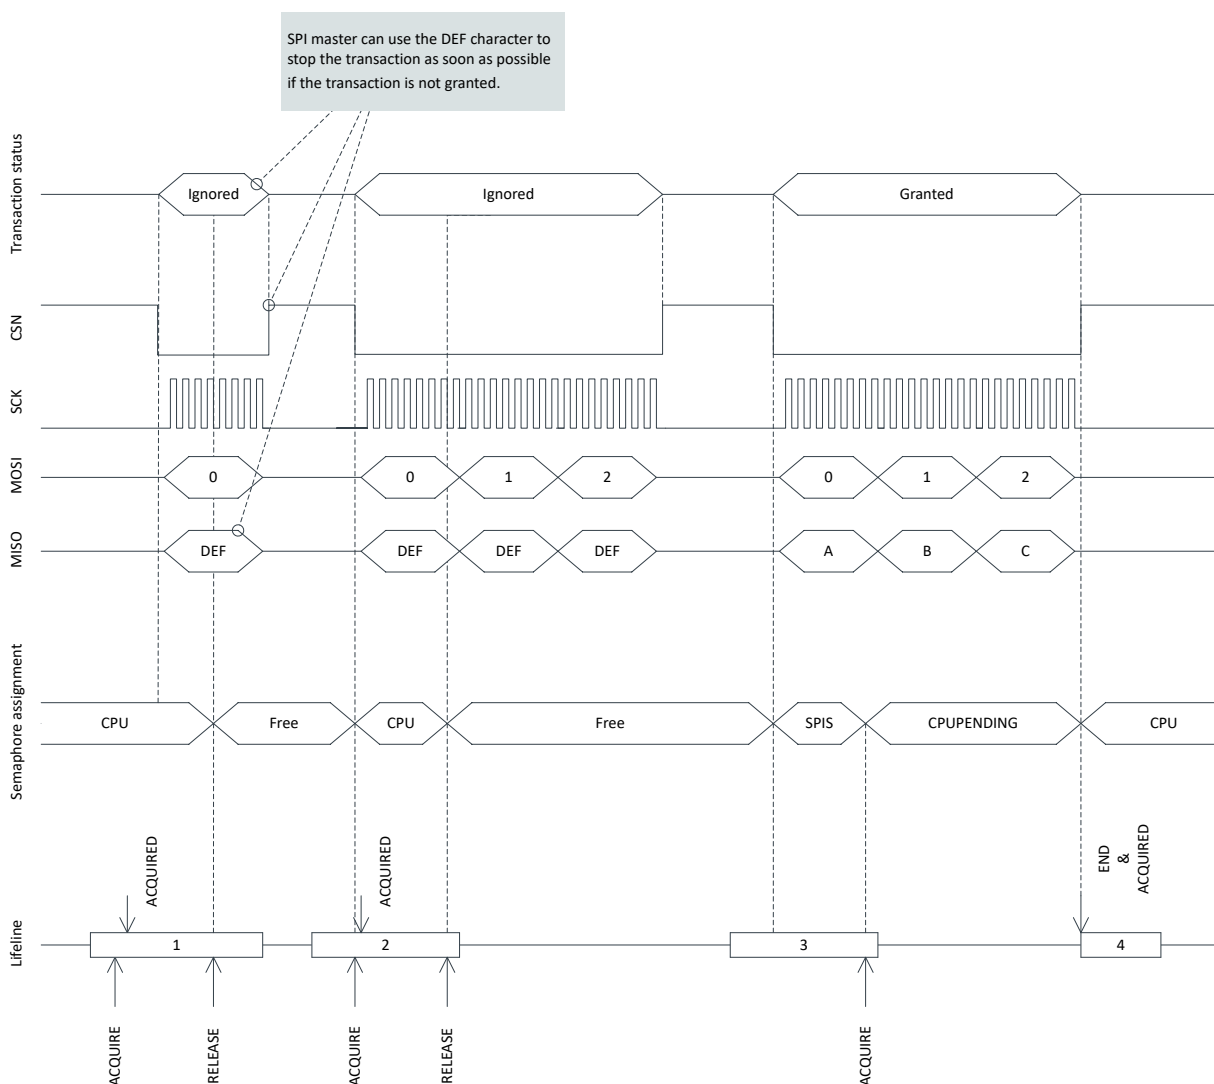 SPI master can use the DEF character to
stop the transaction as soon as possible
if the transaction is not granted.
Transaction status
Ignored
Ignored
Granted
CSN
SCK
MOSI
0
0
1
2
0
1
2
MISO
DEF
DEF
DEF
DEF
A
B
C
Semaphore assignment
CPU
Free
CPU
Free
SPIS
CPUPENDING
CPU
ACQUIRED
ACQUIRED
END
&
ACQUIRED
Lifeline
1
2
3
4
ACQUIRE
RELEASE
ACQUIRE
RELEASE
ACQUIRE